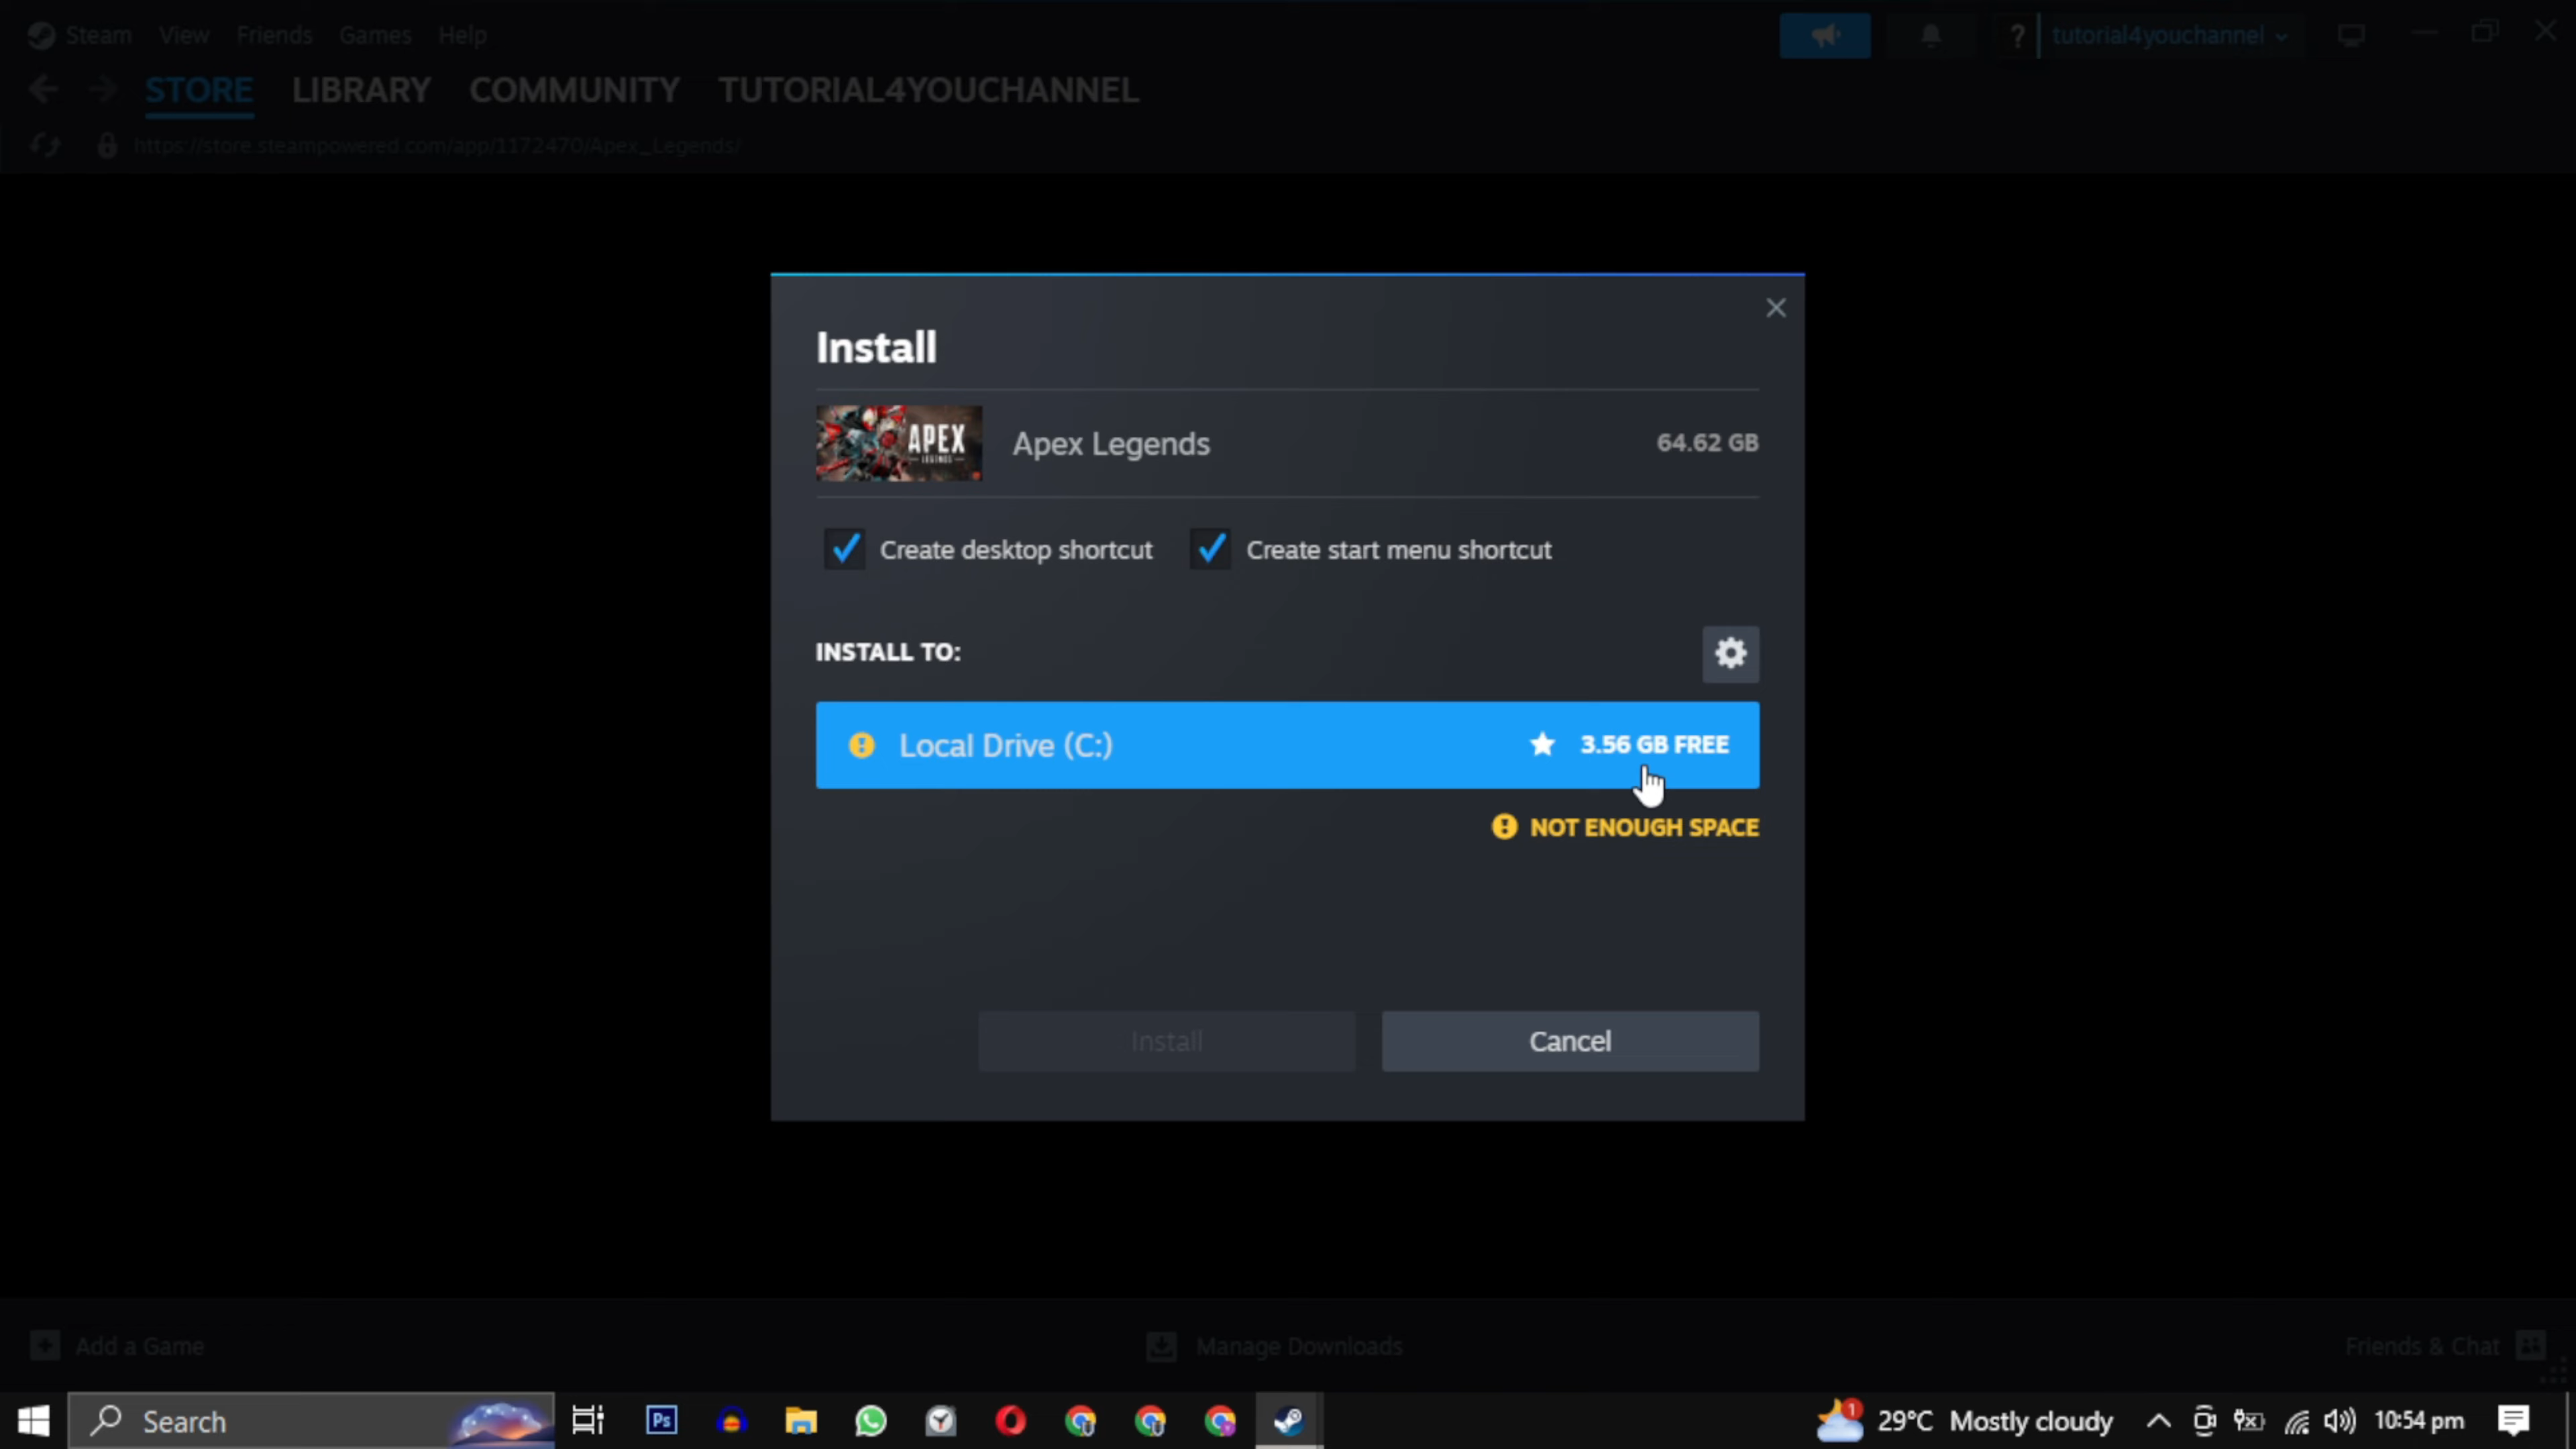 Steam View Friends Games Help ? tutorial4youchannel
STORE LIBRARY COMMUNITY TUTORIAL4YOUCHANNEL
https://store.steampowered.com/app/1172470/Apex_Legends/
Install
APEX
LEGENDS
Apex Legends
64.62 GB
Create desktop shortcut
Create start menu shortcut
INSTALL TO:
Local Drive (C:)
3.56 GB FREE
NOT ENOUGH SPACE
Install
Cancel
Add a Game
Manage Downloads
Friends & Chat
Search
Ps
1
29°C Mostly cloudy
10:54 pm